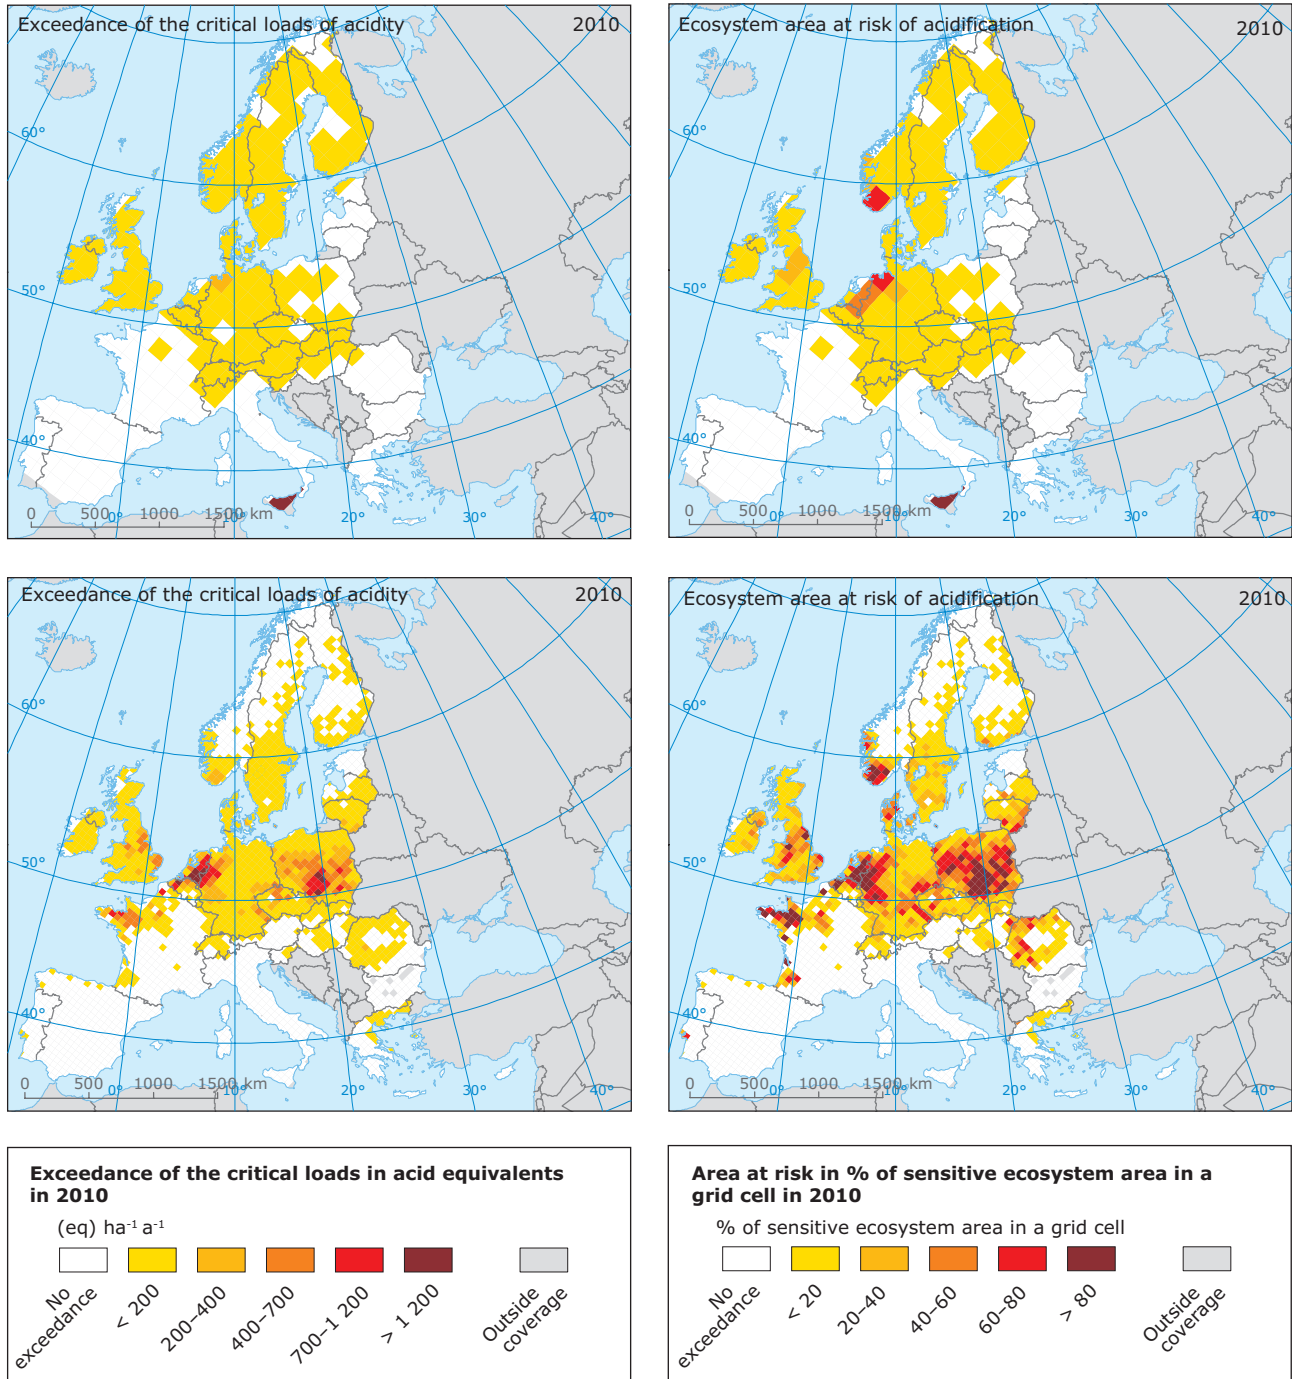 Exceedance of the critical loads of acidity 2010
60°
50°
40°
0 500 1000 1500 km
0° 10° 20° 30° 40°
Ecosystem area at risk of acidification 2010
60°
50°
40°
0 500 1000 1500 km
0° 10° 20° 30° 40°
Exceedance of the critical loads of acidity 2010
60°
50°
40°
0 500 1000 1500 km
0° 10° 20° 30° 40°
Ecosystem area at risk of acidification 2010
60°
50°
40°
0 500 1000 1500 km
0° 10° 20° 30° 40°
Exceedance of the critical loads in acid equivalents
in 2010
(eq) ha⁻¹ a⁻¹
No
exceedance
< 200
200–400
400–700
700–1 200
> 1 200
Outside
coverage
Area at risk in % of sensitive ecosystem area in a
grid cell in 2010
% of sensitive ecosystem area in a grid cell
No
exceedance
< 20
20–40
40–60
60–80
> 80
Outside
coverage